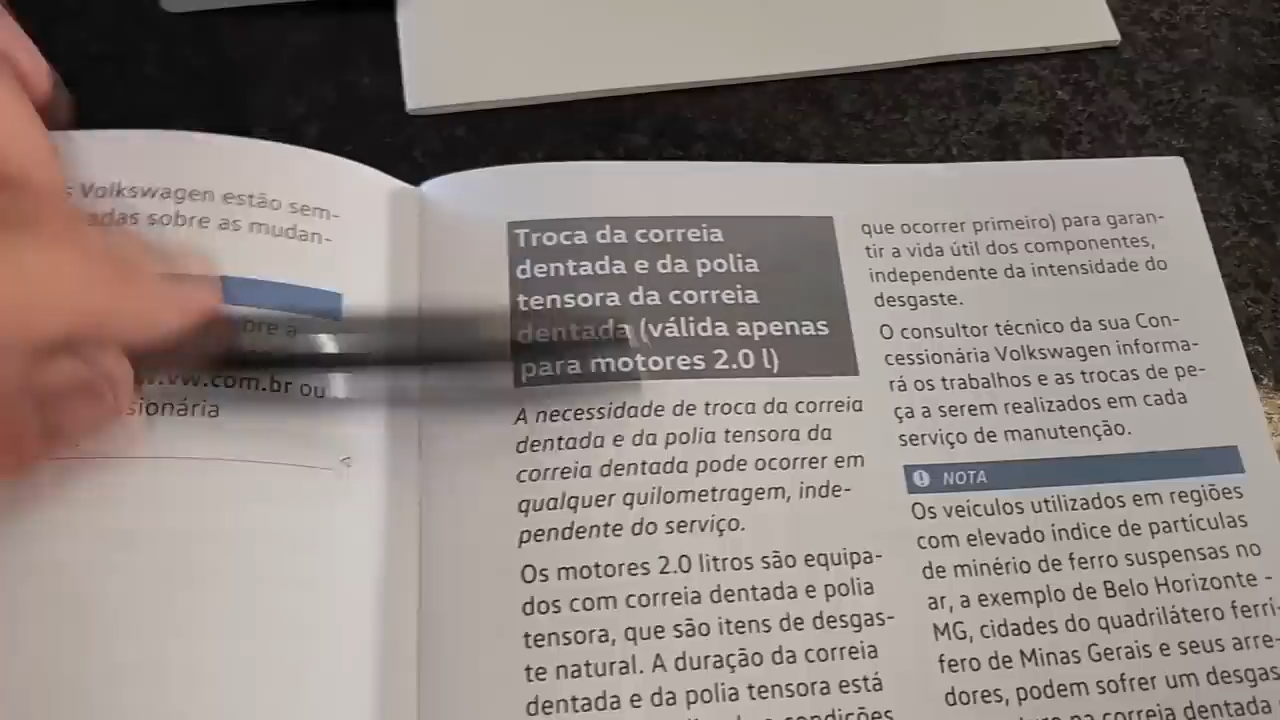 Volkswagen estão sem-
sobre as mudan-
.vw.com.br ou
Troca da correia
dentada e da polia
tensora da correia
dentada (válida apenas
para motores 2.0 l)
A necessidade de troca da correia
dentada e da polia tensora da
correia dentada pode ocorrer em
qualquer quilometragem, inde-
pendente do serviço.
Os motores 2.0 litros são equipa-
dos com correia dentada e polia
tensora, que são itens de desgas-
te natural. A duração da correia
dentada e da polia tensora está
condições
que ocorrer primeiro) para garan-
tir a vida útil dos componentes,
independente da intensidade do
desgaste.
O consultor técnico da sua Con-
cessionária Volkswagen informa-
rá os trabalhos e as trocas de pe-
ça a serem realizados em cada
serviço de manutenção.
NOTA
Os veículos utilizados em regiões
com elevado índice de partículas
de minério de ferro suspensas no
ar, a exemplo de Belo Horizonte -
MG, cidades do quadrilátero ferrí-
fero de Minas Gerais e seus arre-
dores, podem sofrer um desgas
na correia dentada